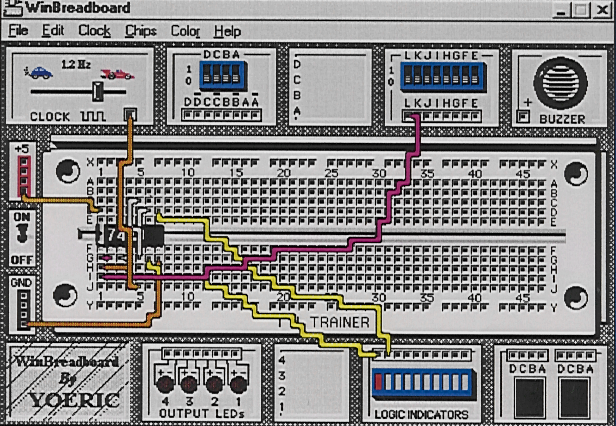 WinBreadboard
File Edit Clock Chips Color Help
1.2 Hz
CLOCK
DCBA
1
0
DDCCBBAA
D
C
B
A
LKJIHGFE
1
0
LKJIHGFE
+
BUZZER
+5
ON
OFF
GND
X
1 5 10 15 20 25 30 35 40 45
X
A
B
C
D
E
A
B
C
D
E
74
F
G
H
I
J
F
G
H
I
J
1 5 10 20 30 35 40 45
Y
Y
TRAINER
WinBreadboard
By
YOERIC
4 3 2 1
OUTPUT LEDs
4
3
2
1
LOGIC INDICATORS
DCBA DCBA